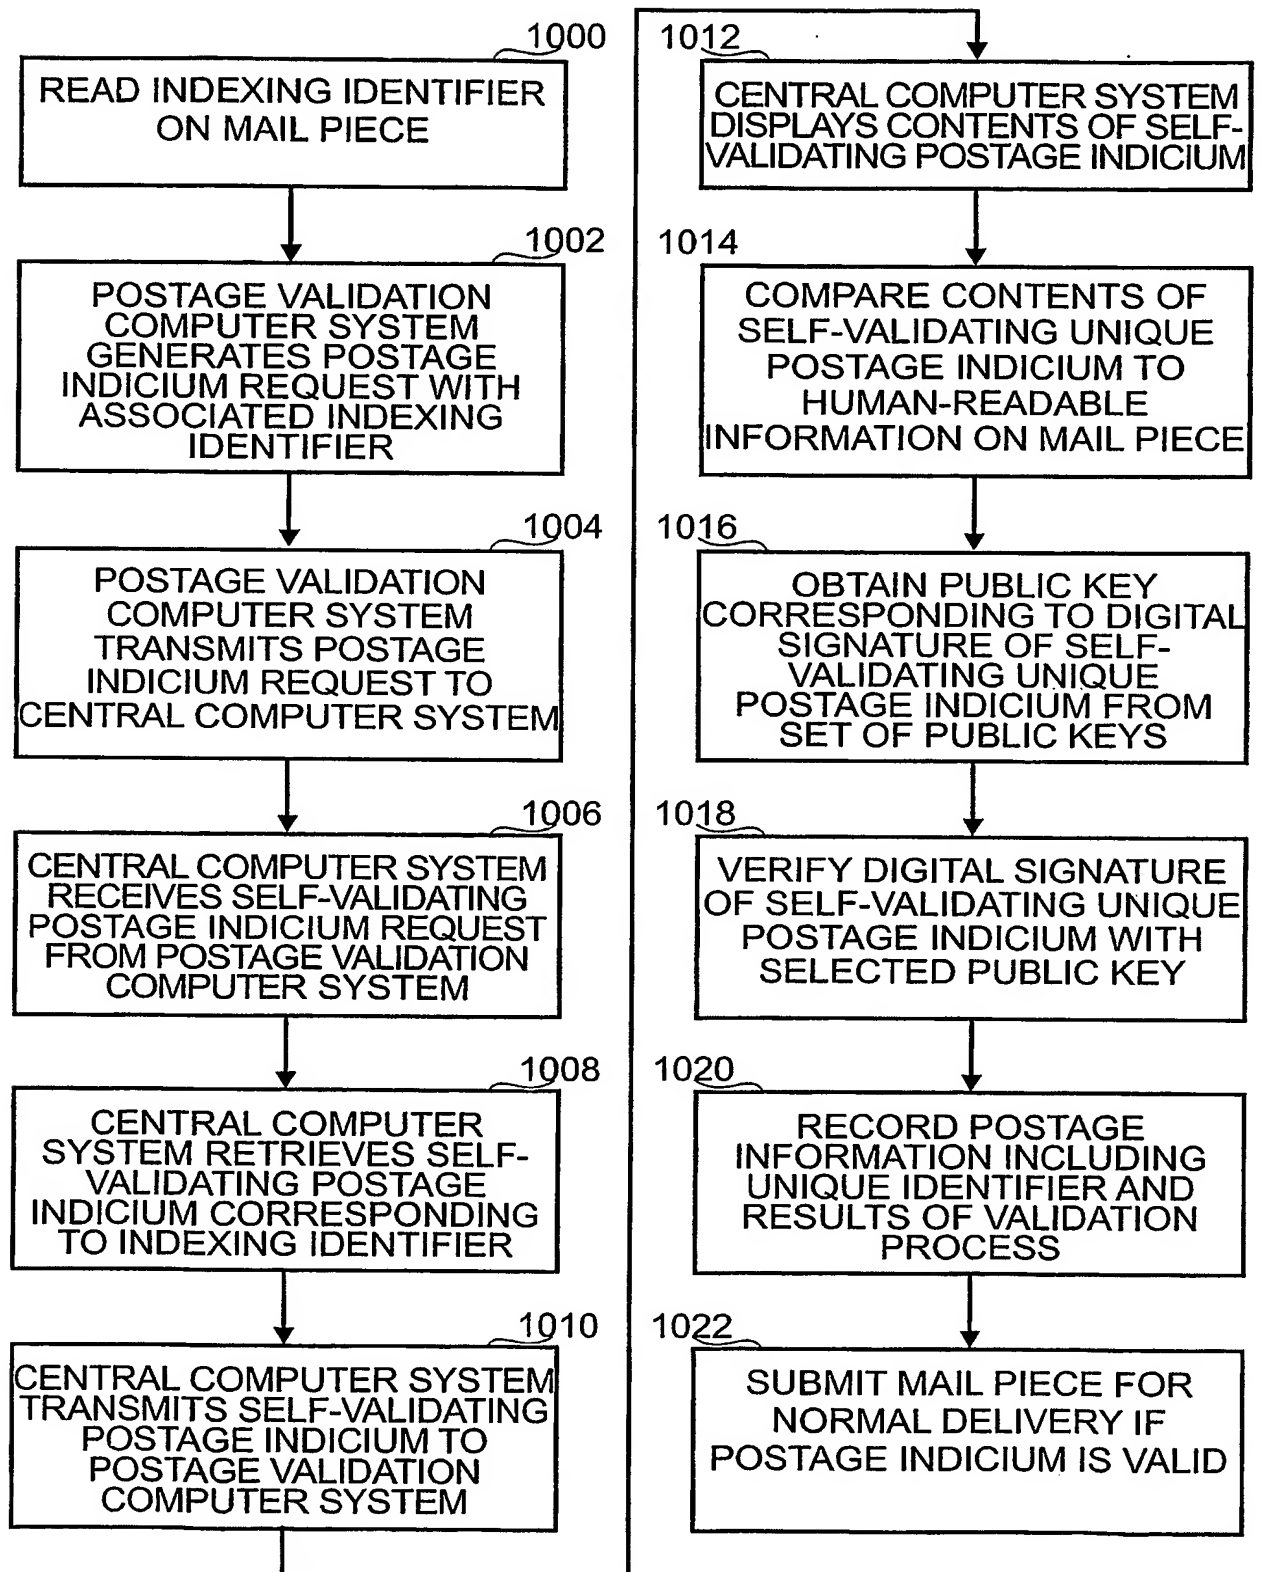 1000
READ INDEXING IDENTIFIER
ON MAIL PIECE
1002
POSTAGE VALIDATION
COMPUTER SYSTEM
GENERATES POSTAGE
INDICIUM REQUEST WITH
ASSOCIATED INDEXING
IDENTIFIER
1004
POSTAGE VALIDATION
COMPUTER SYSTEM
TRANSMITS POSTAGE
INDICIUM REQUEST TO
CENTRAL COMPUTER SYSTEM
1006
CENTRAL COMPUTER SYSTEM
RECEIVES SELF-VALIDATING
POSTAGE INDICIUM REQUEST
FROM POSTAGE VALIDATION
COMPUTER SYSTEM
1008
CENTRAL COMPUTER
SYSTEM RETRIEVES SELF-
VALIDATING POSTAGE
INDICIUM CORRESPONDING
TO INDEXING IDENTIFIER
1010
CENTRAL COMPUTER SYSTEM
TRANSMITS SELF-VALIDATING
POSTAGE INDICIUM TO
POSTAGE VALIDATION
COMPUTER SYSTEM
1012
CENTRAL COMPUTER SYSTEM
DISPLAYS CONTENTS OF SELF-
VALIDATING POSTAGE INDICIUM
1014
COMPARE CONTENTS OF
SELF-VALIDATING UNIQUE
POSTAGE INDICIUM TO
HUMAN-READABLE
INFORMATION ON MAIL PIECE
1016
OBTAIN PUBLIC KEY
CORRESPONDING TO DIGITAL
SIGNATURE OF SELF-
VALIDATING UNIQUE
POSTAGE INDICIUM FROM
SET OF PUBLIC KEYS
1018
VERIFY DIGITAL SIGNATURE
OF SELF-VALIDATING UNIQUE
POSTAGE INDICIUM WITH
SELECTED PUBLIC KEY
1020
RECORD POSTAGE
INFORMATION INCLUDING
UNIQUE IDENTIFIER AND
RESULTS OF VALIDATION
PROCESS
1022
SUBMIT MAIL PIECE FOR
NORMAL DELIVERY IF
POSTAGE INDICIUM IS VALID